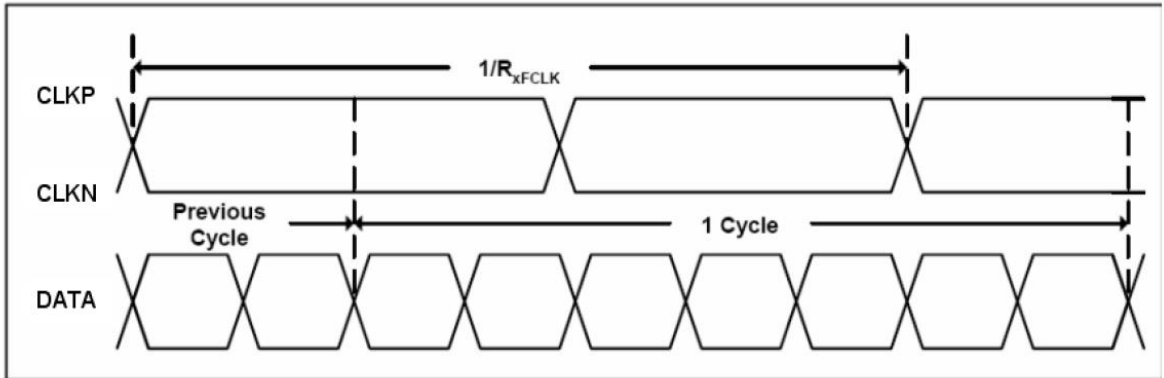 1/RxFCLK
CLKP
CLKN
Previous
Cycle
1 Cycle
DATA